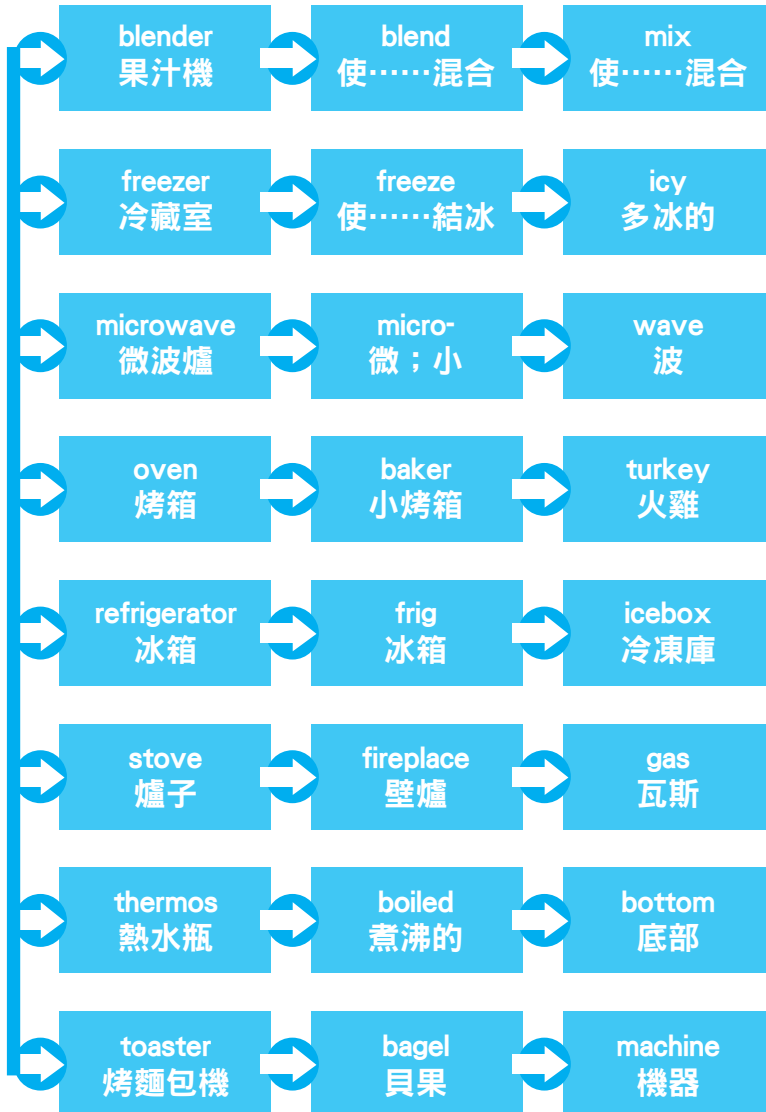 blender
果汁機
blend
使……混合
mix
使……混合
freezer
冷藏室
freeze
使……結冰
icy
多冰的
microwave
微波爐
micro-
微；小
wave
波
oven
烤箱
baker
小烤箱
turkey
火雞
refrigerator
冰箱
frig
冰箱
icebox
冷凍庫
stove
爐子
fireplace
壁爐
gas
瓦斯
thermos
熱水瓶
boiled
煮沸的
bottom
底部
toaster
烤麵包機
bagel
貝果
machine
機器